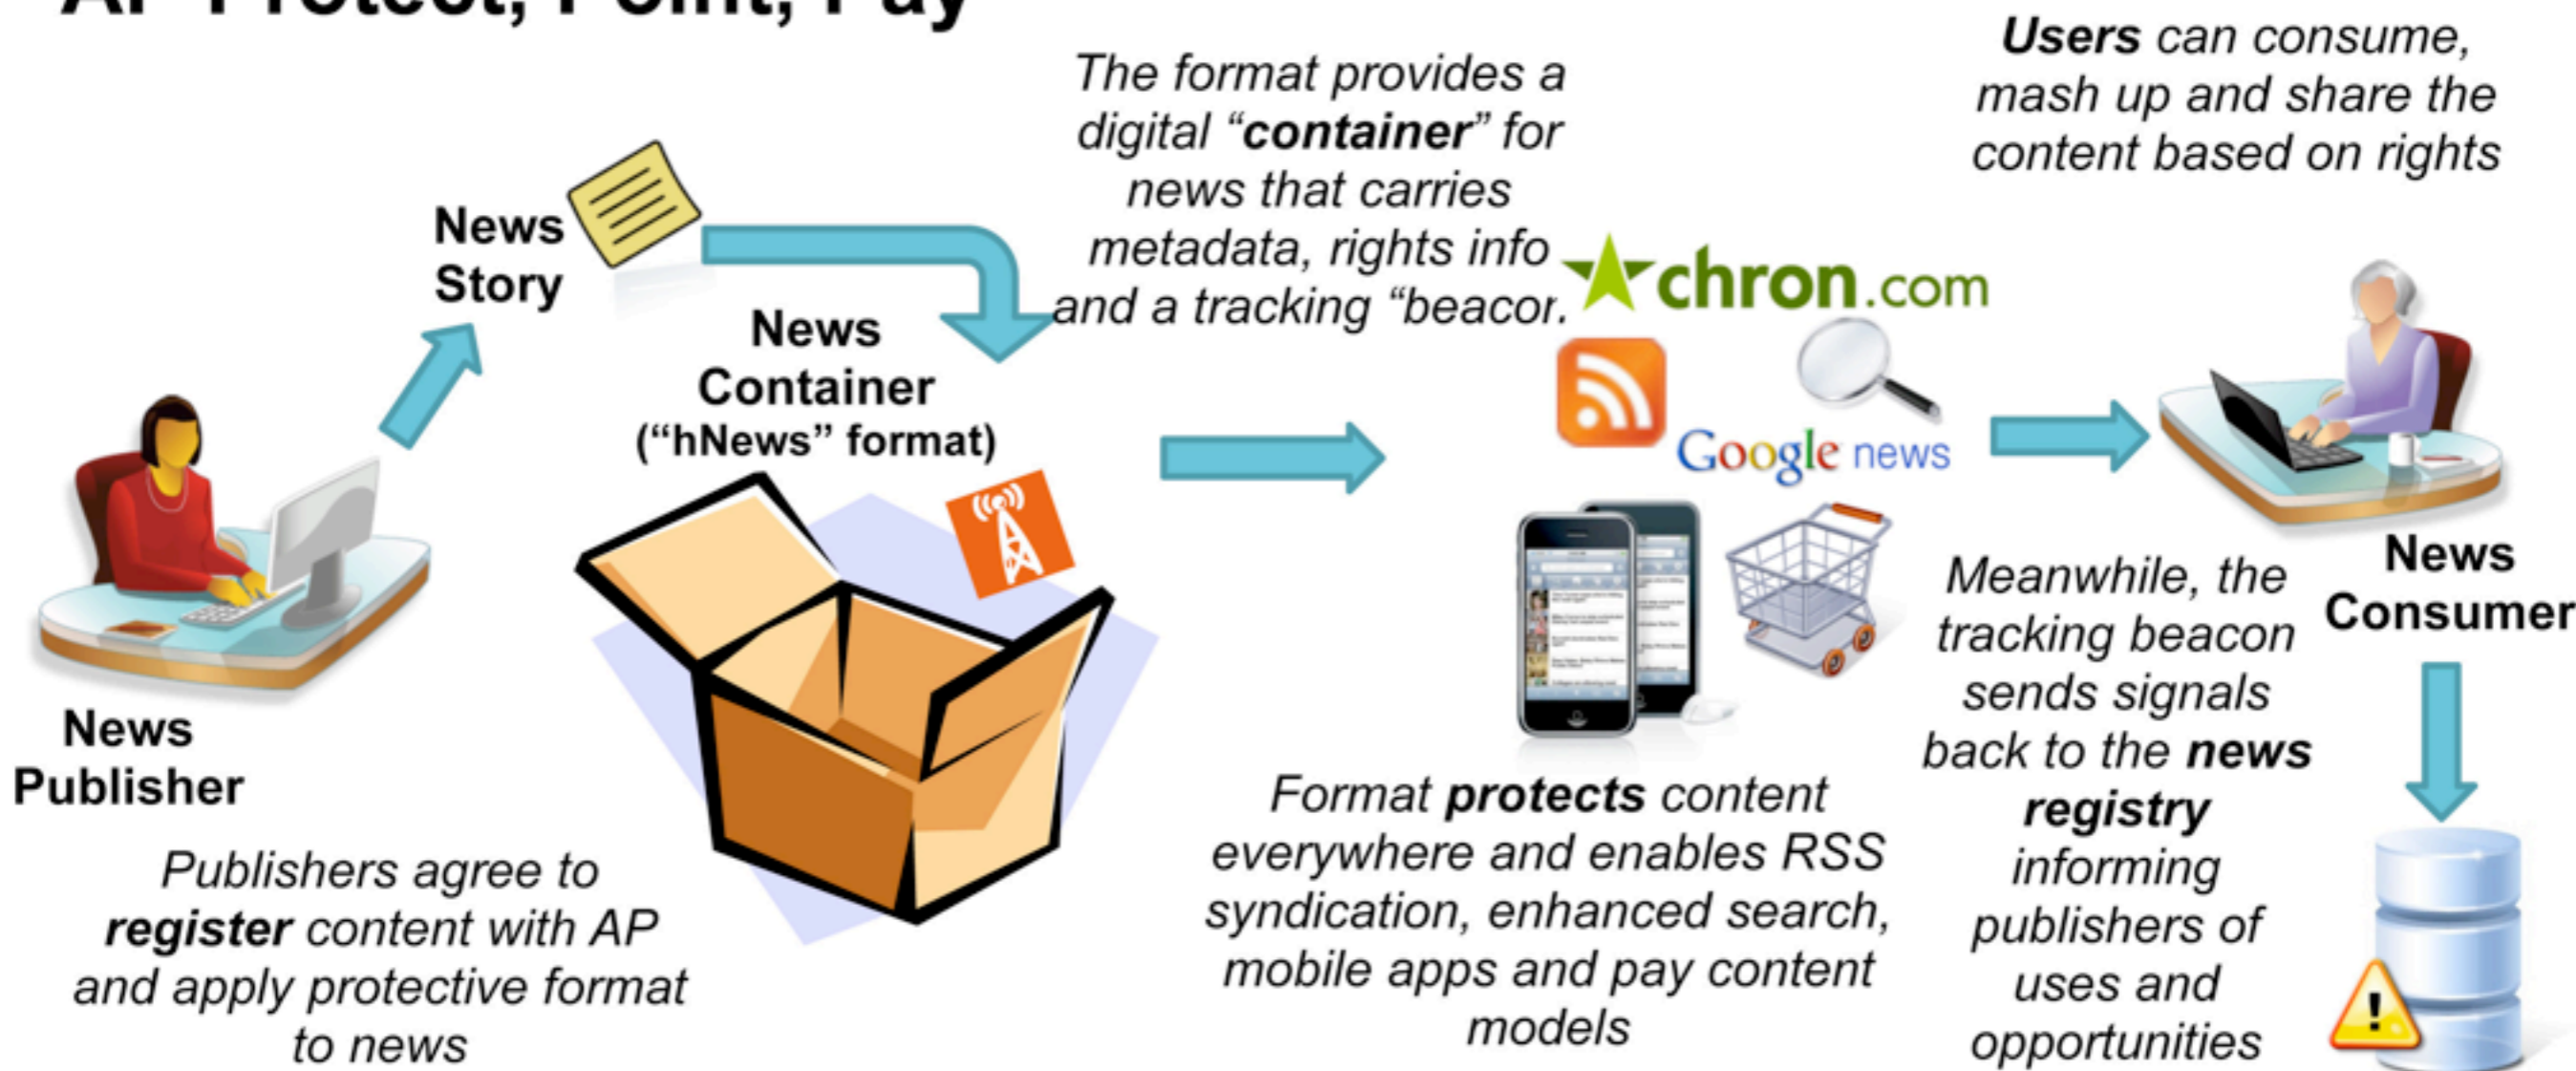 AP Protect, Point, Pay
News
Story
The format provides a
digital “container” for
news that carries
metadata, rights info
and a tracking “beacon.
Users can consume,
mash up and share the
content based on rights
News
Container
(“hNews” format)
chron.com
Google news
News
Publisher
Publishers agree to
register content with AP
and apply protective format
to news
Format protects content
everywhere and enables RSS
syndication, enhanced search,
mobile apps and pay content
models
News
Consumer
Meanwhile, the
tracking beacon
sends signals
back to the news
registry
informing
publishers of
uses and
opportunities
!